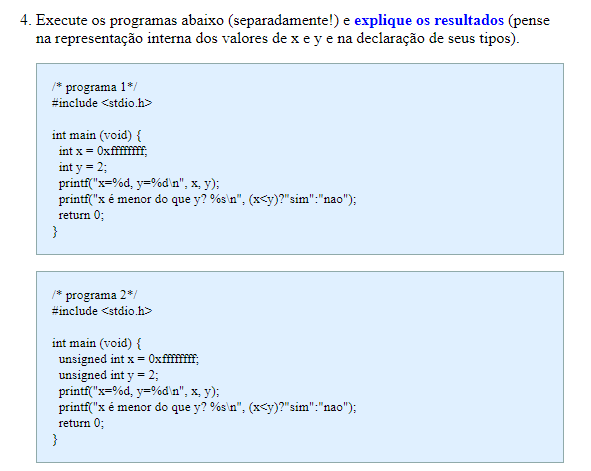 4. Execute os programas abaixo (separadamente!) e explique os resultados (pense
na representação interna dos valores de x e y e na declaração de seus tipos).
/* programa 1*/
#include <stdio.h>
int main (void) {
int x = 0xffffffff;
int y = 2;
printf("x=%d, y=%d\n", x, y);
printf("x é menor do que y? %s\n", (x<y)?"sim":"nao");
return 0;
}
/* programa 2*/
#include <stdio.h>
int main (void) {
unsigned int x = 0xffffffff;
unsigned int y = 2;
printf("x=%d, y=%d\n", x, y);
printf("x é menor do que y? %s\n", (x<y)?"sim":"nao");
return 0;
}